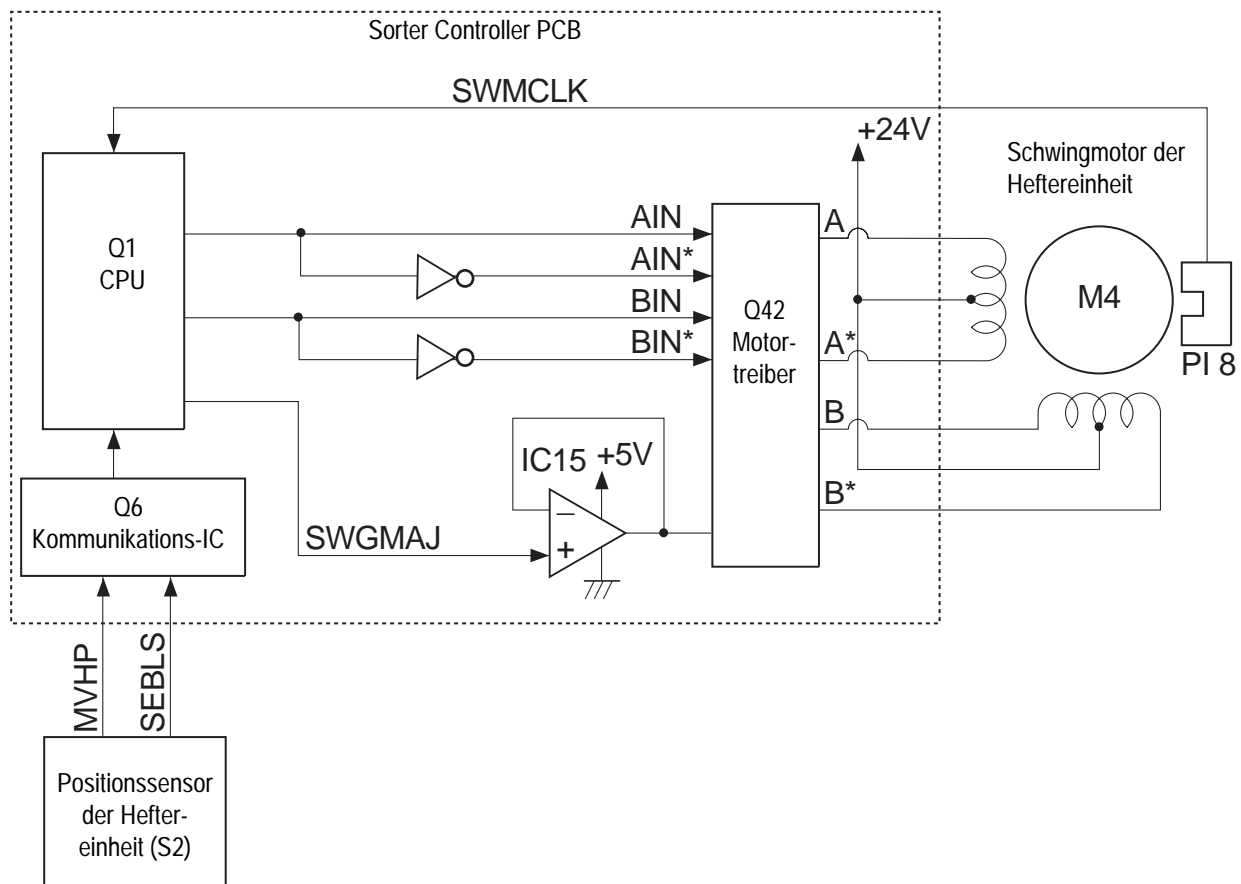 Sorter Controller PCB
SWMCLK
+24V
Schwingmotor der
Heftereinheit
Q1
CPU
AIN
AIN*
BIN
BIN*
Q42
Motor-
treiber
A
A*
B
B*
M4
PI 8
IC15
+5V
−
+
SWGMAJ
Q6
Kommunikations-IC
MVHP
SEBLS
Positionssensor
der Hefter-
einheit (S2)